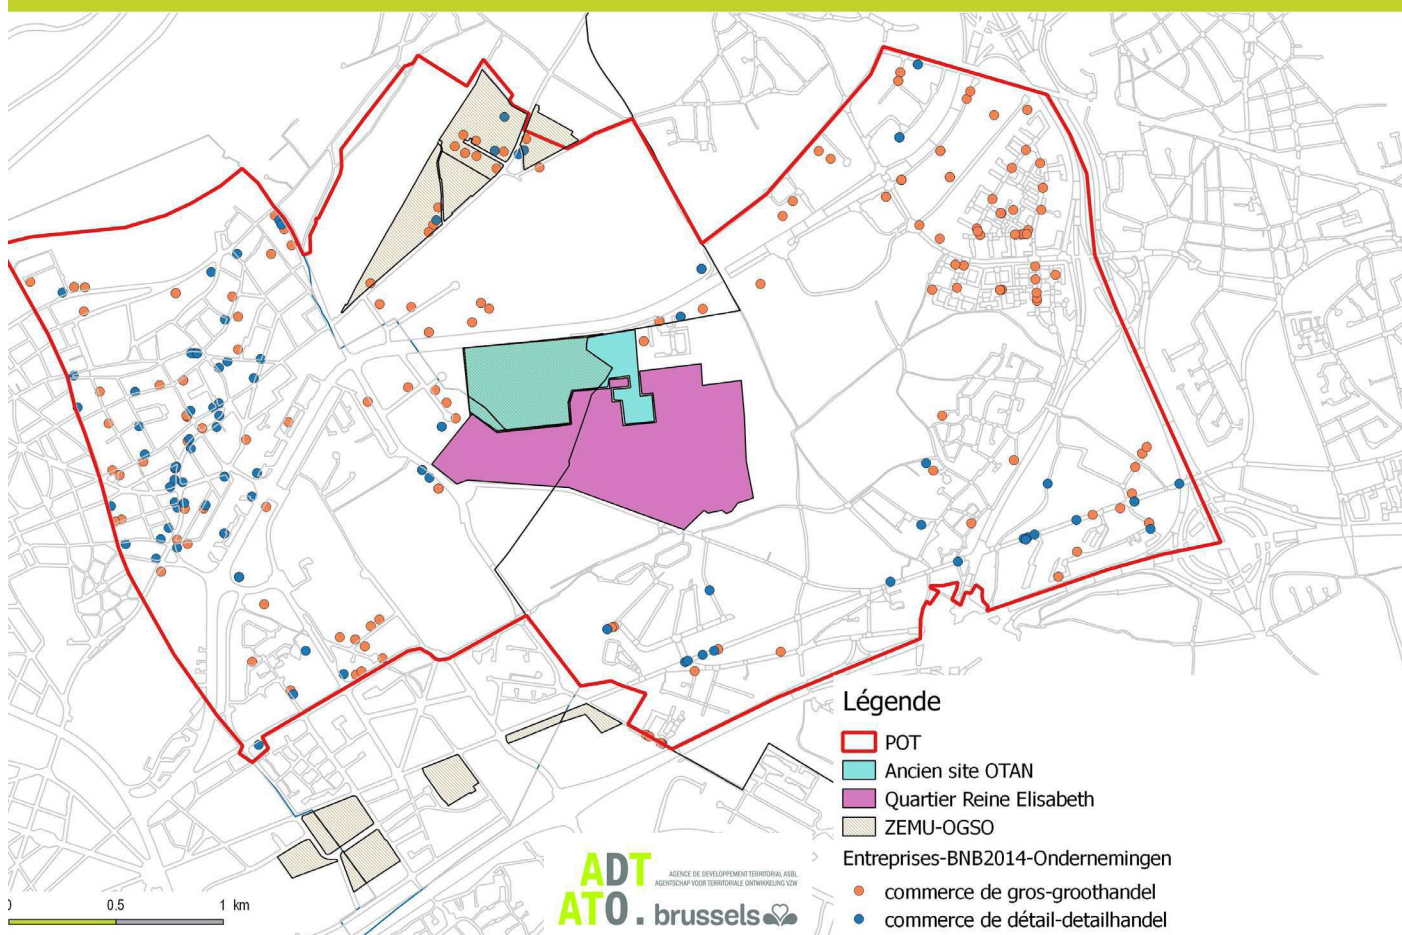 Légende
POT
Ancien site OTAN
Quartier Reine Elisabeth
ZEMU-OGSO
Entreprises-BNB2014-Ondernemingen
commerce de gros-groothandel
commerce de détail-detailhandel
0 0.5 1 km
ADT
ATO.
AGENCE DE DEVELOPPEMENT TERRITORIAL ASBL
AGENTSCHAP VOOR TERRITORIALE ONTWIKKELING VZW
brussels